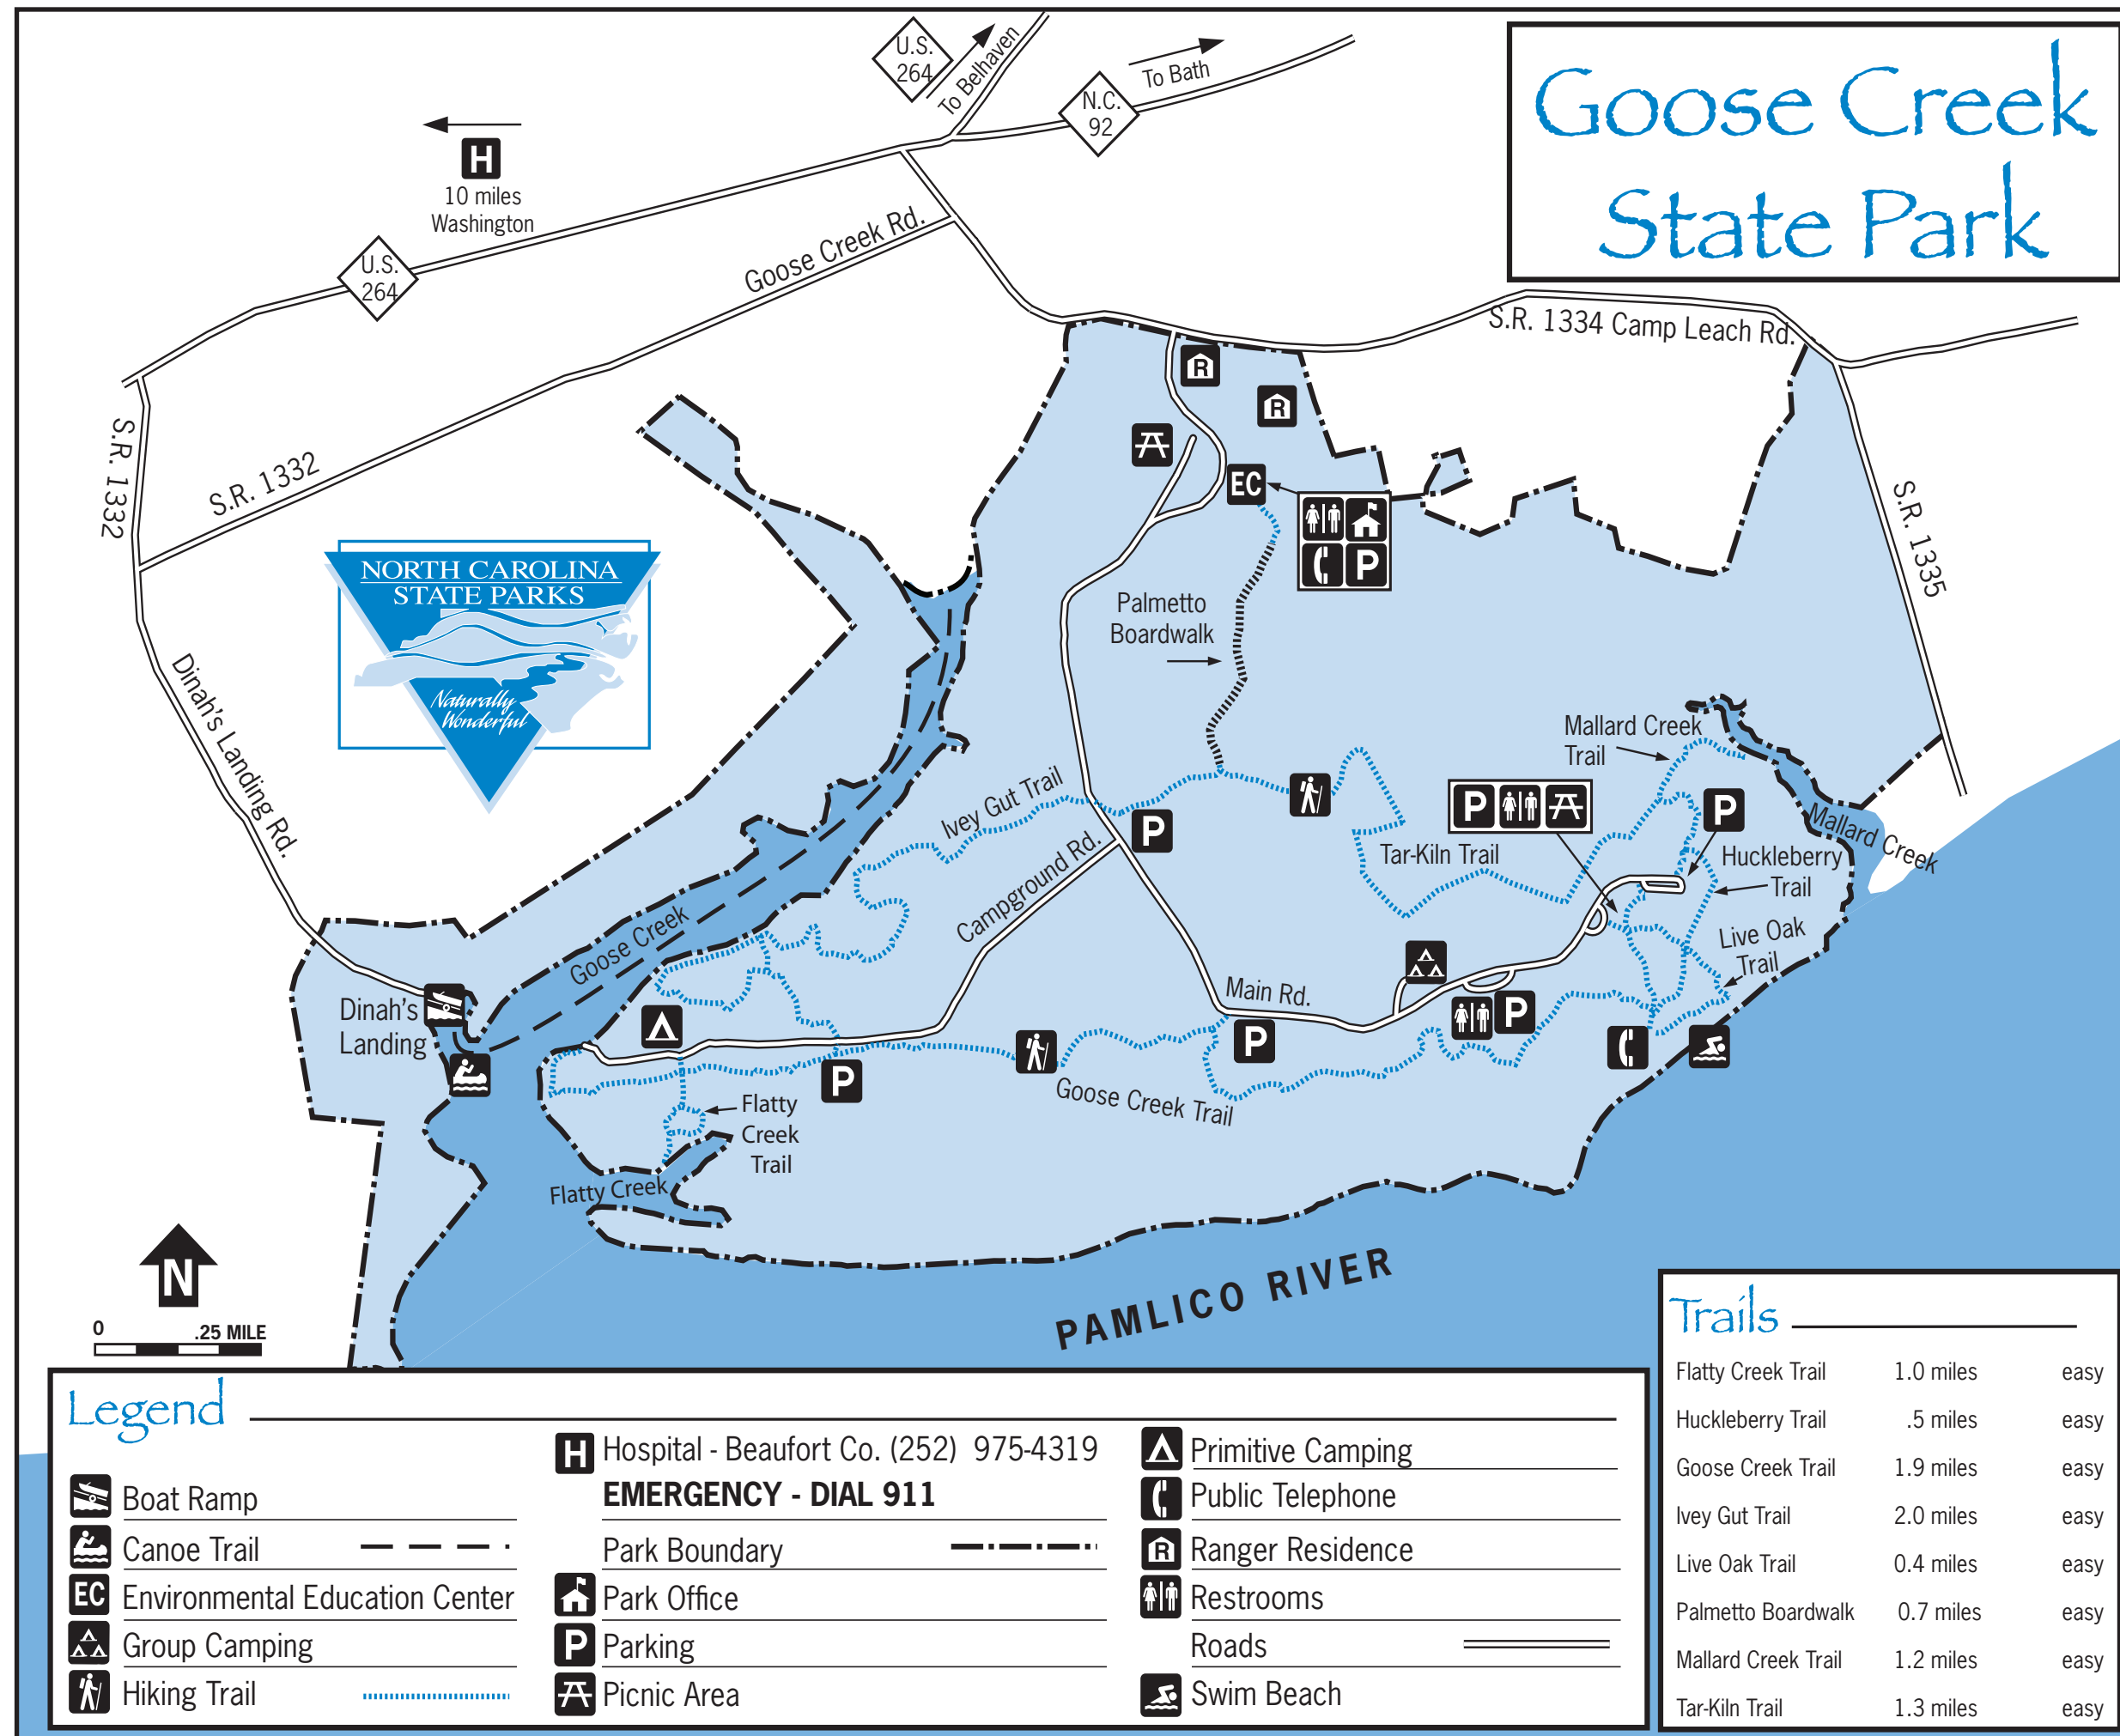 Goose Creek
State Park
U.S.
264
To Belhaven
To Bath
N.C.
92
H
10 miles
Washington
U.S.
264
Goose Creek Rd.
S.R. 1334 Camp Leach Rd.
S.R. 1332
S.R. 1332
S.R. 1335
R
R
EC
P
NORTH CAROLINA
STATE PARKS
Naturally
Wonderful
Palmetto
Boardwalk
Dinah's Landing Rd.
Mallard Creek
Trail
Mallard Creek
P
P
Huckleberry
Trail
Ivey Gut Trail
P
Tar-Kiln Trail
Campground Rd.
Live Oak
Trail
Goose Creek
Main Rd.
Dinah's
Landing
P
P
P
Goose Creek Trail
Flatty
Creek
Trail
Flatty Creek
PAMLICO RIVER
N
0 .25 MILE
Legend
Boat Ramp
Canoe Trail
EC Environmental Education Center
Group Camping
Hiking Trail
H Hospital - Beaufort Co. (252) 975-4319
EMERGENCY - DIAL 911
Park Boundary
Park Office
P Parking
Picnic Area
Primitive Camping
Public Telephone
R Ranger Residence
Restrooms
Roads
Swim Beach
Trails
Flatty Creek Trail 1.0 miles easy
Huckleberry Trail .5 miles easy
Goose Creek Trail 1.9 miles easy
Ivey Gut Trail 2.0 miles easy
Live Oak Trail 0.4 miles easy
Palmetto Boardwalk 0.7 miles easy
Mallard Creek Trail 1.2 miles easy
Tar-Kiln Trail 1.3 miles easy